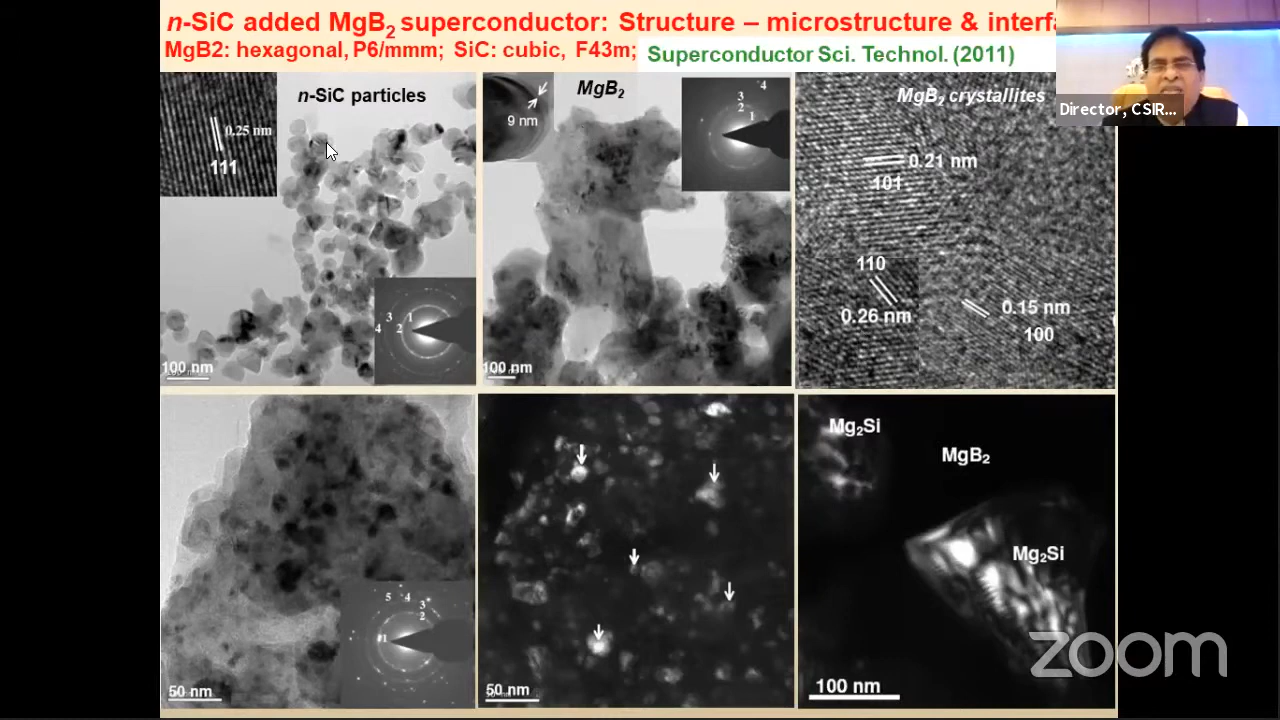 n-SiC added MgB₂ superconductor: Structure – microstructure & interfa
MgB2: hexagonal, P6/mmm; SiC: cubic, F43m;
Superconductor Sci. Technol. (2011)
Director, CSIR...
n-SiC particles
0.25 nm
111
3
1
4
2
100 nm
MgB₂
9 nm
4
3
2
1
100 nm
MgB₂ crystallites
0.21 nm
101
110
0.26 nm
0.15 nm
100
5
4
3
2
1
50 nm
50 nm
Mg₂Si
MgB₂
Mg₂Si
100 nm
zoom